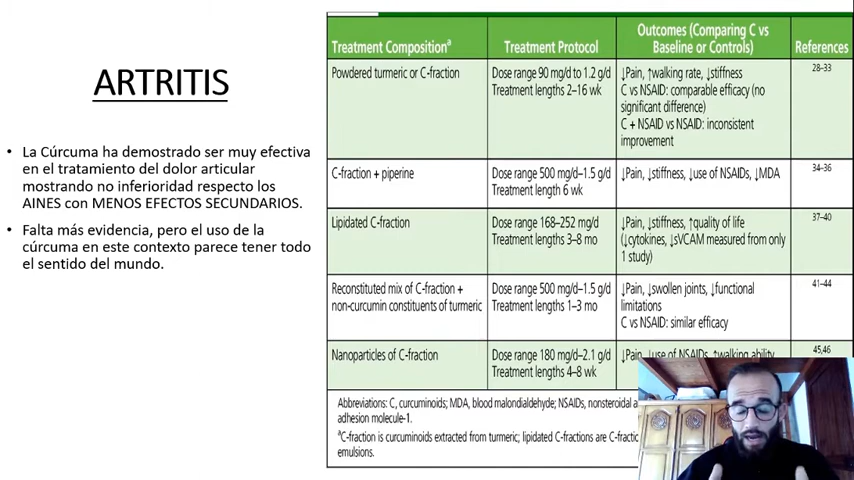 ARTRITIS
• La Cúrcuma ha demostrado ser muy efectiva
en el tratamiento del dolor articular
mostrando no inferioridad respecto los
AINES con MENOS EFECTOS SECUNDARIOS.
• Falta más evidencia, pero el uso de la
cúrcuma en este contexto parece tener todo
el sentido del mundo.
Treatment Compositionª
Treatment Protocol
Outcomes (Comparing C vs
Baseline or Controls)
References
Powdered turmeric or C-fraction
Dose range 90 mg/d to 1.2 g/d
Treatment lengths 2–16 wk
↓Pain, ↑walking rate, ↓stiffness
C vs NSAID: comparable efficacy (no
significant difference)
C + NSAID vs NSAID: inconsistent
improvement
28–33
C-fraction + piperine
Dose range 500 mg/d–1.5 g/d
Treatment length 6 wk
↓Pain, ↓stiffness, ↓use of NSAIDs, ↓MDA
34–36
Lipidated C-fraction
Dose range 168–252 mg/d
Treatment lengths 3–8 mo
↓Pain, ↓stiffness, ↑quality of life
(↓cytokines, ↓sVCAM measured from only
1 study)
37–40
Reconstituted mix of C-fraction +
non-curcumin constituents of turmeric
Dose range 500 mg/d–1.5 g/d
Treatment lengths 1–3 mo
↓Pain, ↓swollen joints, ↓functional
limitations
C vs NSAID: similar efficacy
41–44
Nanoparticles of C-fraction
Dose range 180 mg/d–2.1 g/d
Treatment lengths 4–8 wk
↓Pain, ↓use of NSAIDs, ↑walking ability
45,46
Abbreviations: C, curcuminoids; MDA, blood malondialdehyde; NSAIDs, nonsteroidal a
adhesion molecule-1.
ªC-fraction is curcuminoids extracted from turmeric; lipidated C-fractions are C-fractic
emulsions.